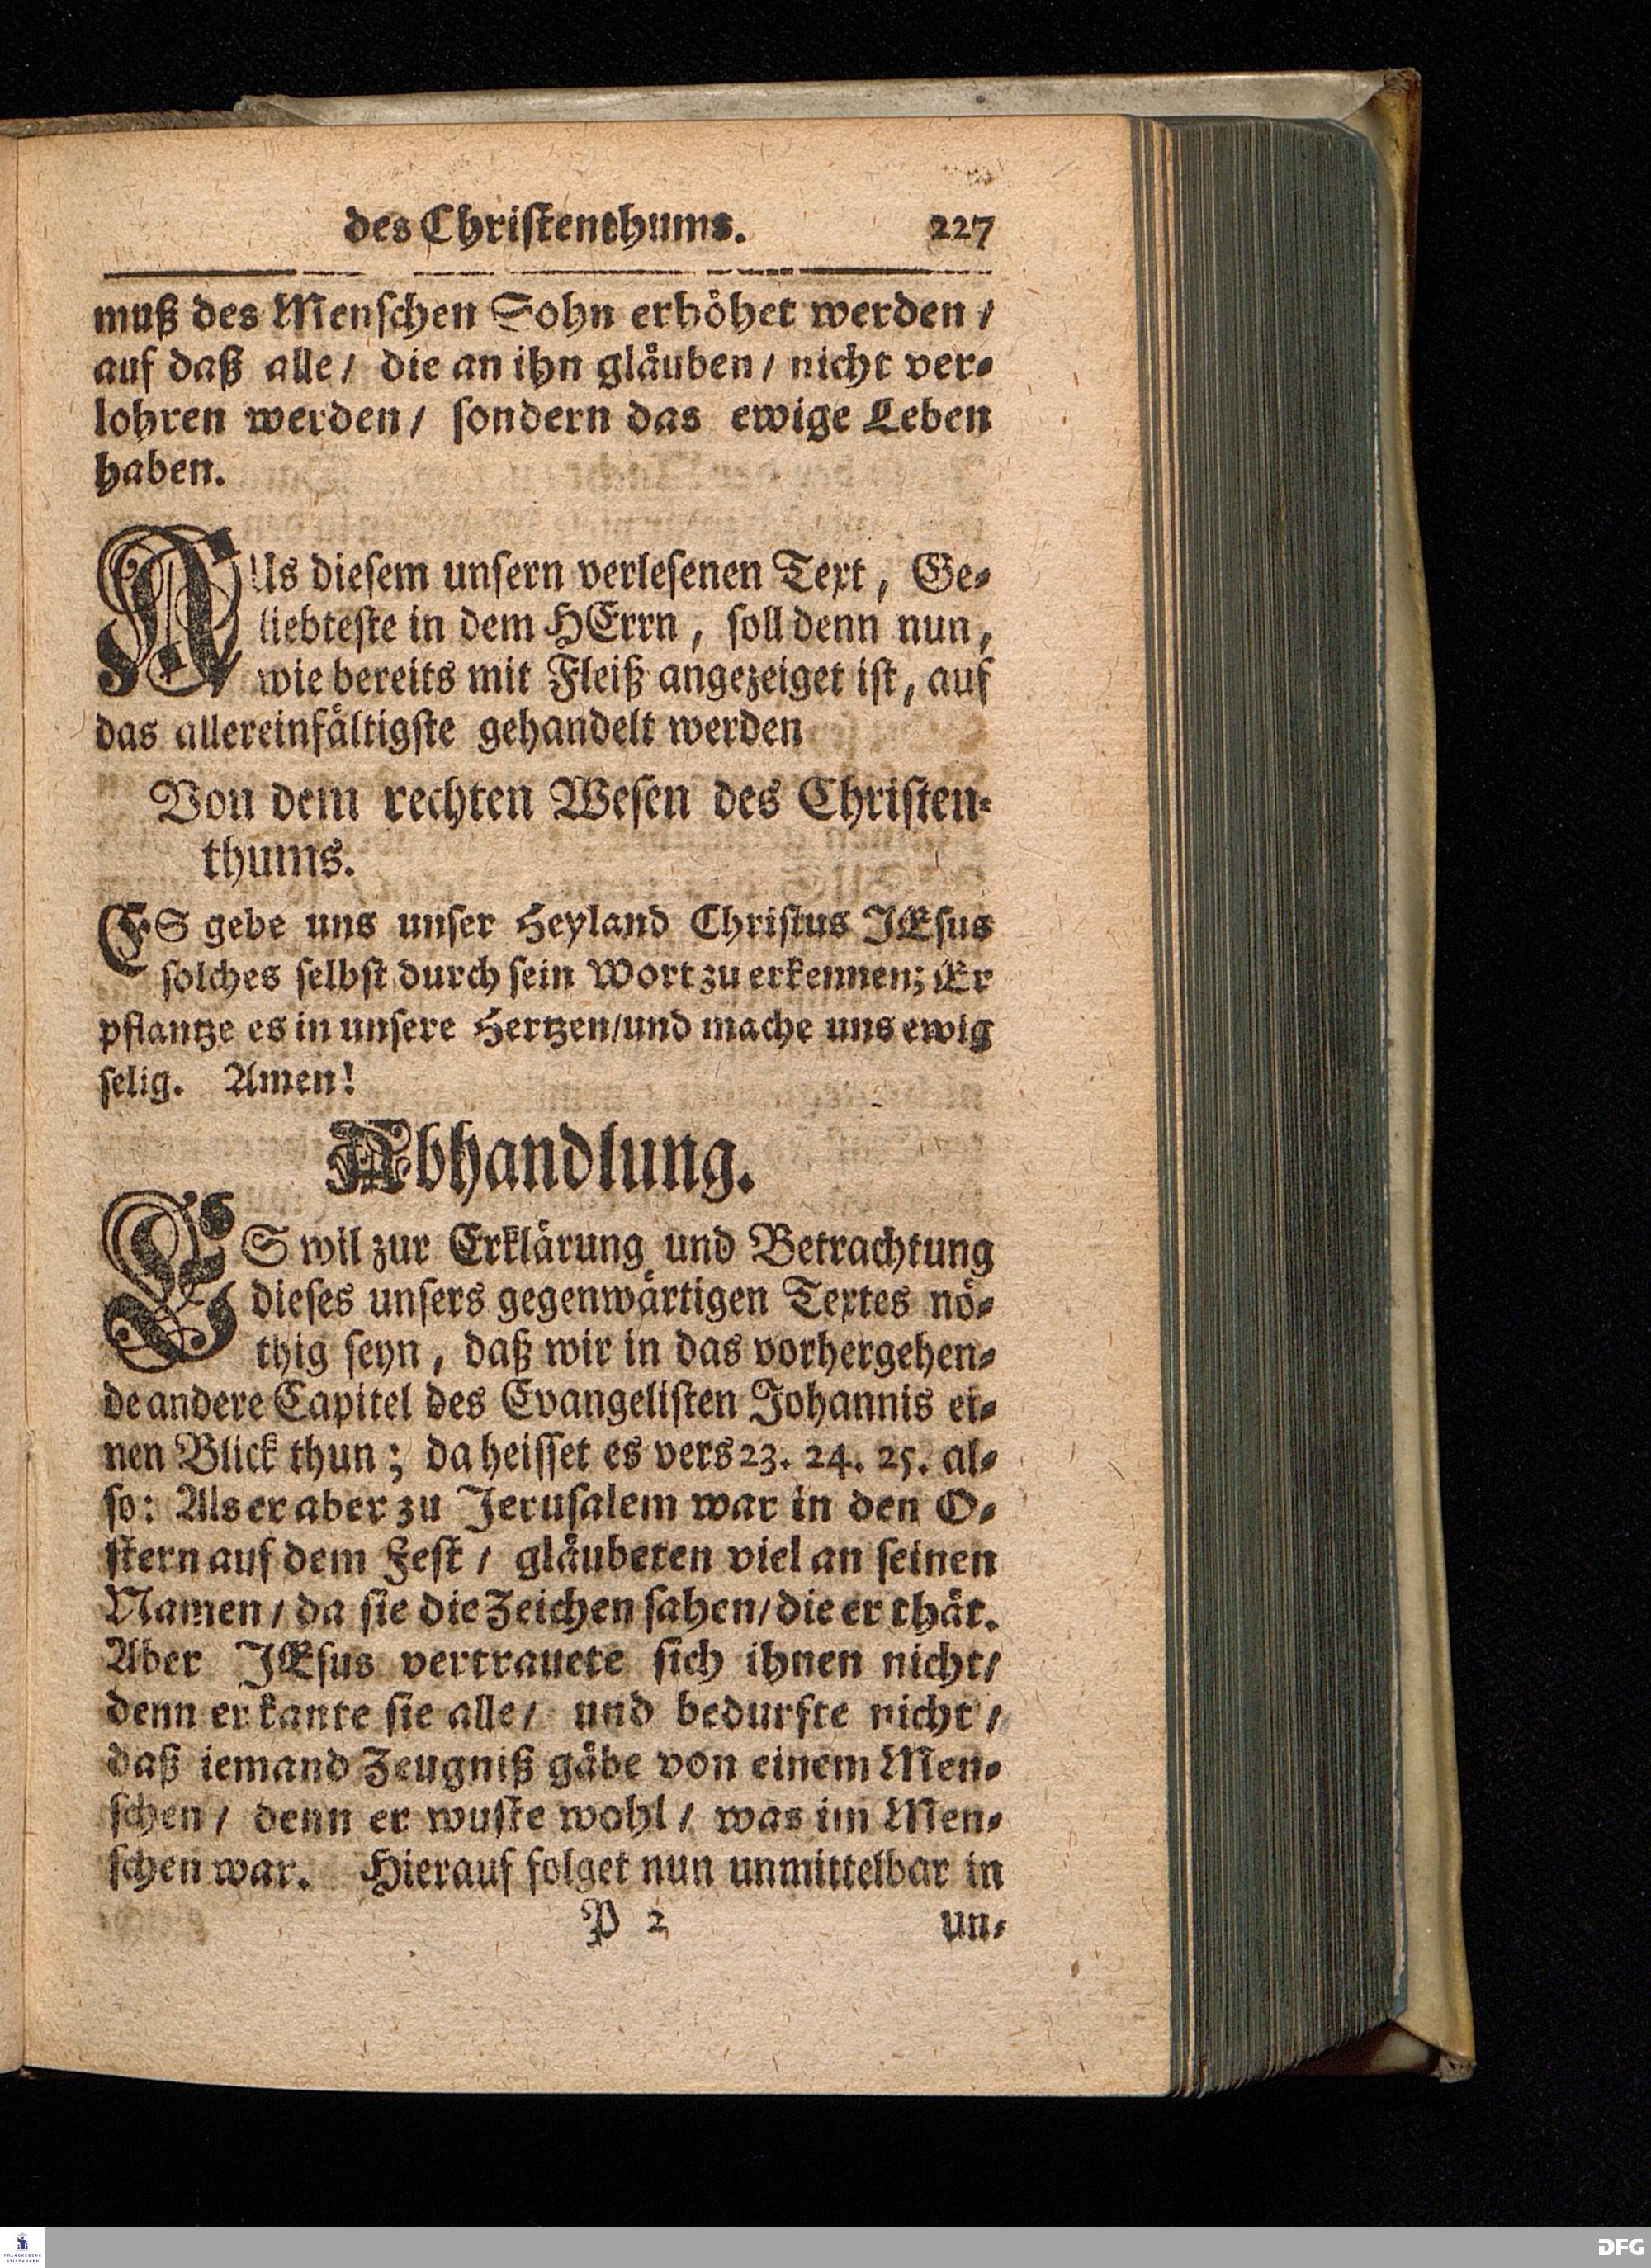 des Christenthums. 227
muß des Menschen Sohn erhöhet werden /
auf daß alle / die an ihn gläuben / nicht ver-
lohren werden / sondern das ewige Leben
haben.
AUs diesem unsern verlesenen Text, Ge-
liebteste in dem HErrn, soll denn nun,
wie bereits mit Fleiß angezeiget ist, auf
das allereinfältigste gehandelt werden
Von dem rechten Wesen des Christen-
thums.
ES gebe uns unser Heyland Christus JEsus
solches selbst durch sein Wort zu erkennen; Er
pflantze es in unsere Hertzen/und mache uns ewig
selig. Amen!
Abhandlung.
ES wil zur Erklärung und Betrachtung
dieses unsers gegenwärtigen Textes nö-
thig seyn, daß wir in das vorhergehen-
de andere Capitel des Evangelisten Johannis ei-
nen Blick thun; da heisset es vers 23. 24. 25. al-
so: Als er aber zu Jerusalem war in den O-
stern auf dem Fest / gläubeten viel an seinen
Namen / da sie die Zeichen sahen/die er thät.
Aber JEsus vertrauete sich ihnen nicht/
denn er kante sie alle / und bedurfte nicht /
daß iemand Zeugniß gäbe von einem Men-
schen / denn er wuste wohl / was im Men-
schen war. Hierauf folget nun unmittelbar in
P 2 un-
FRANCKESCHE
STIFTUNGEN
DFG